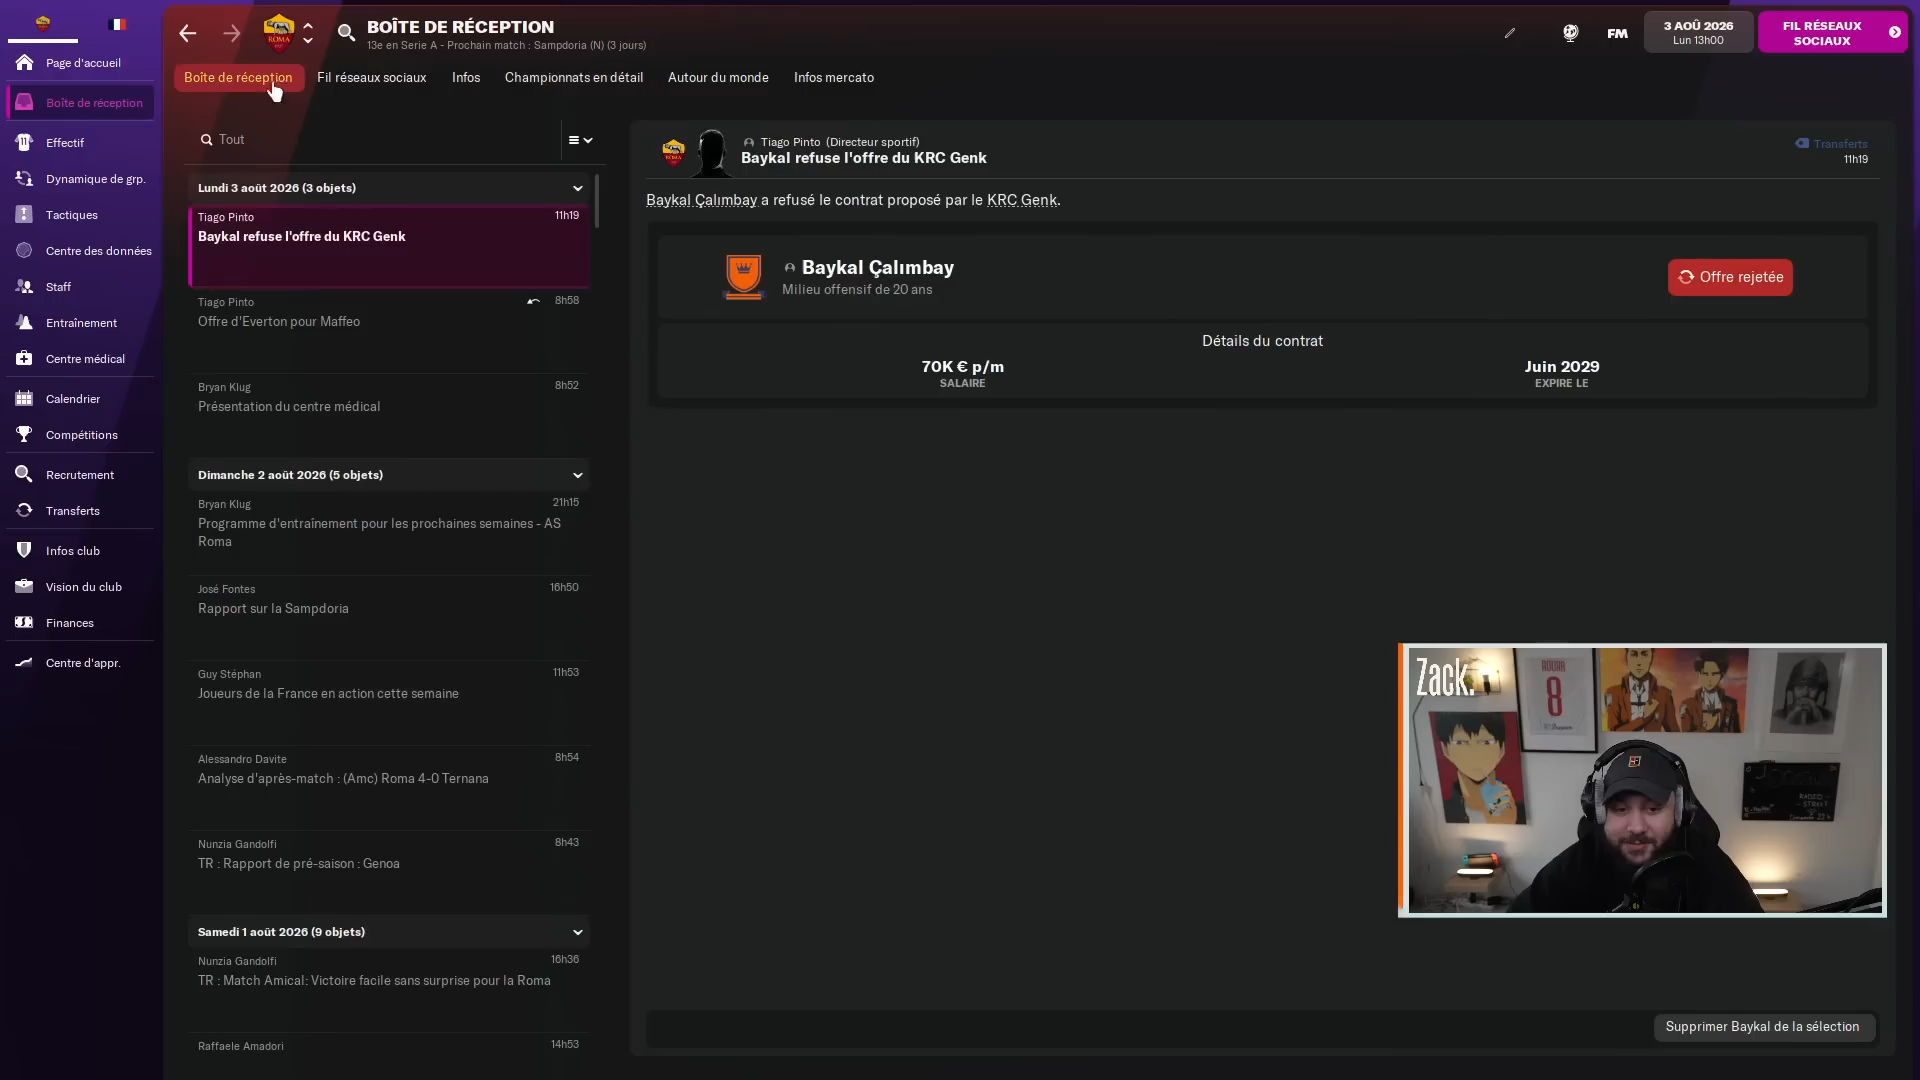 BOÎTE DE RÉCEPTION
13e en Serie A - Prochain match : Sampdoria (N) (3 jours)
FM
3 AOÛ 2026
Lun 13h00
FIL RÉSEAUX
SOCIAUX
Page d'accueil
Boîte de réception
Effectif
Dynamique de grp.
Tactiques
Centre des données
Staff
Entraînement
Centre médical
Calendrier
Compétitions
Recrutement
Transferts
Infos club
Vision du club
Finances
Centre d'appr.
Boîte de réception
Fil réseaux sociaux
Infos
Championnats en détail
Autour du monde
Infos mercato
Tout
Lundi 3 août 2026 (3 objets)
Tiago Pinto 11h19
Baykal refuse l'offre du KRC Genk
Tiago Pinto 8h58
Offre d'Everton pour Maffeo
Bryan Klug 8h52
Présentation du centre médical
Dimanche 2 août 2026 (5 objets)
Bryan Klug 21h15
Programme d'entraînement pour les prochaines semaines - AS
Roma
José Fontes 16h50
Rapport sur la Sampdoria
Guy Stéphan 11h53
Joueurs de la France en action cette semaine
Alessandro Davite 8h54
Analyse d'après-match : (Amc) Roma 4-0 Ternana
Nunzia Gandolfi 8h43
TR : Rapport de pré-saison : Genoa
Samedi 1 août 2026 (9 objets)
Nunzia Gandolfi 16h36
TR : Match Amical: Victoire facile sans surprise pour la Roma
Raffaele Amadori 14h53
Tiago Pinto (Directeur sportif)
Baykal refuse l'offre du KRC Genk
Transferts
11h19
Baykal Çalımbay a refusé le contrat proposé par le KRC Genk.
Baykal Çalımbay
Milieu offensif de 20 ans
Offre rejetée
Détails du contrat
70K € p/m
SALAIRE
Juin 2029
EXPIRE LE
Zack.
8
Supprimer Baykal de la sélection